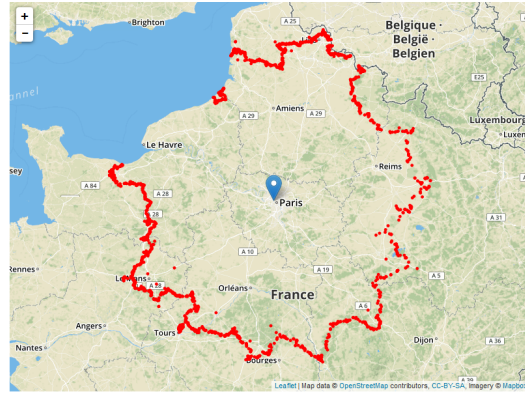 +
−
Brighton
A 25
Belgique ·
België ·
Belgien
E25
Amiens
A 29
A 29
Luxembourg
Le Havre
Luxem
sey
Reims
A 84
A 28
28
A 31
Paris
A 10
A 19
A 5
Rennes
Le Mans
A 28
Orléans
France
A 6
Angers
Tours
Dijon
A 36
Nantes
Bourges
A 39
Leaflet | Map data © OpenStreetMap contributors, CC-BY-SA, Imagery © Mapbox